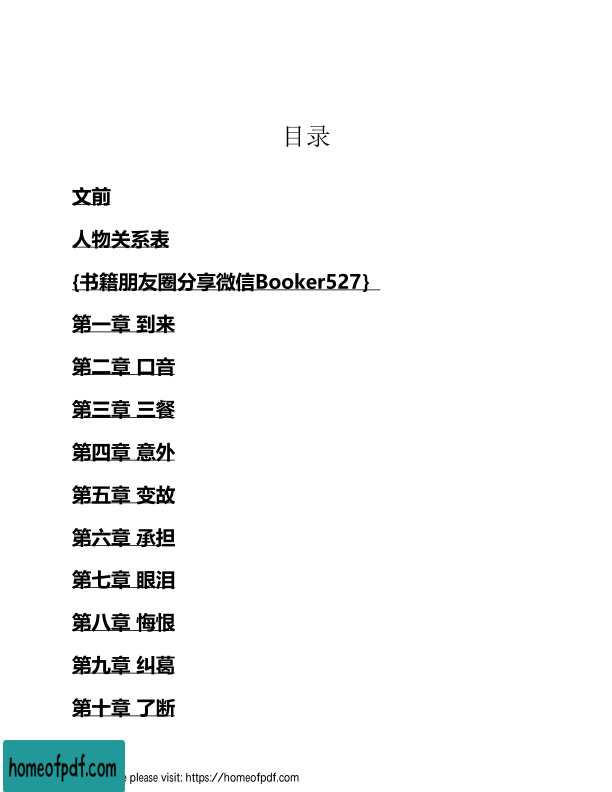 目录
文前
人物关系表
{书籍朋友圈分享微信Booker527}
第一章 到来
第二章 口音
第三章 三餐
第四章 意外
第五章 变故
第六章 承担
第七章 眼泪
第八章 悔恨
第九章 纠葛
第十章 了断
homeofpdf.com
e please visit: https://homeofpdf.com